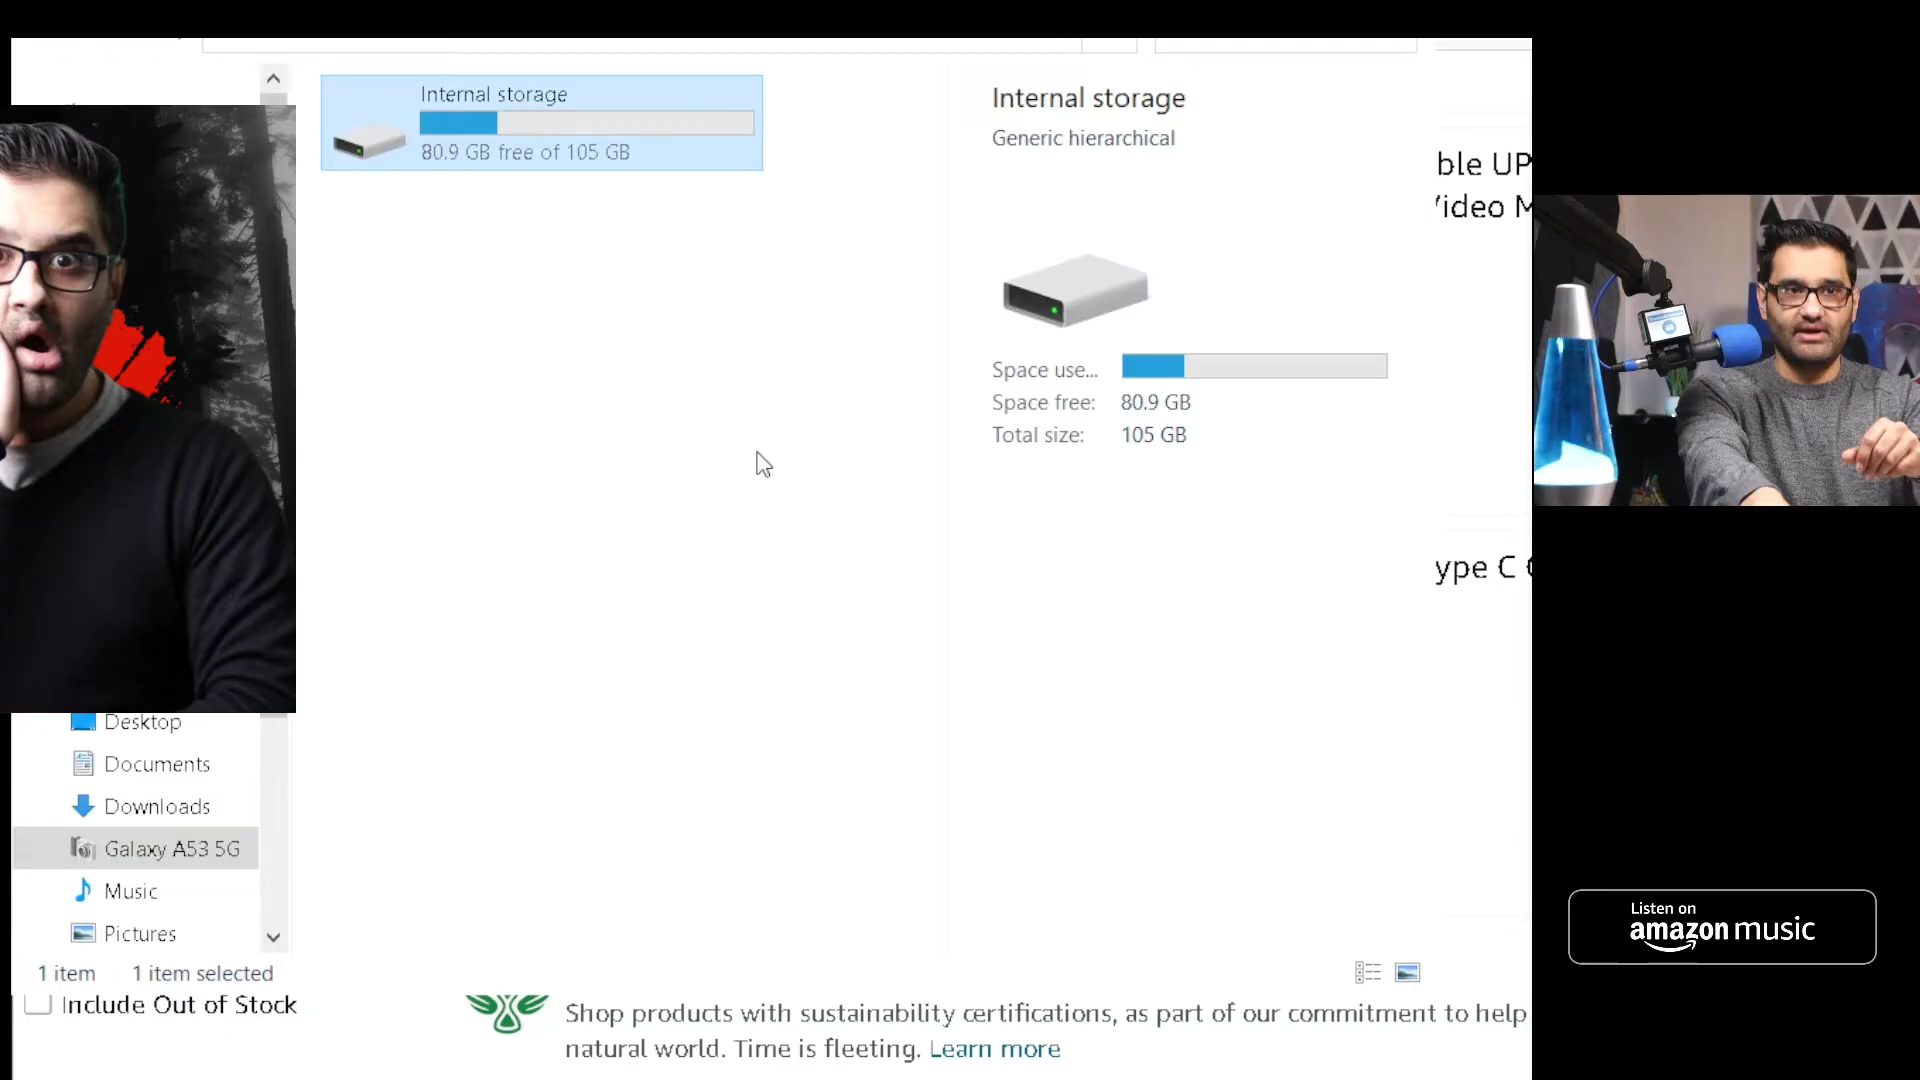 Internal storage
80.9 GB free of 105 GB
Internal storage
Generic hierarchical
Space use...
Space free: 80.9 GB
Total size: 105 GB
ble UP
Video M
ype C
Desktop
Documents
Downloads
Galaxy A53 5G
Music
Pictures
1 item 1 item selected
Include Out of Stock
Shop products with sustainability certifications, as part of our commitment to help
natural world. Time is fleeting. Learn more
Listen on
amazon music